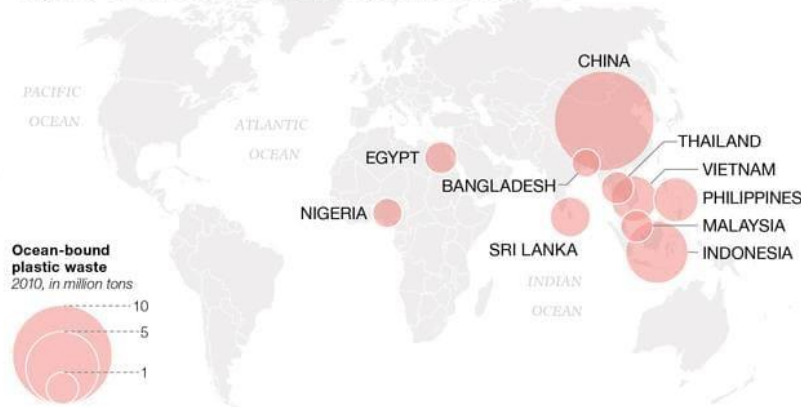 CHINA
PACIFIC
OCEAN
ATLANTIC
OCEAN
THAILAND
EGYPT
VIETNAM
BANGLADESH
PHILIPPINES
NIGERIA
MALAYSIA
SRI LANKA
INDONESIA
Ocean-bound
plastic waste
2010, in million tons
INDIAN
OCEAN
10
5
1